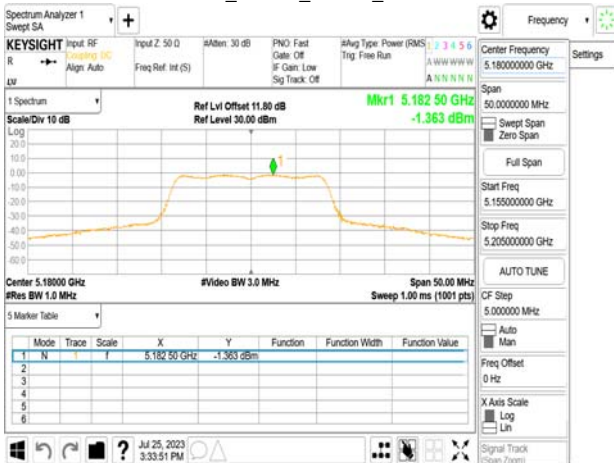 Spectrum Analyzer 1
Swept SA
Frequency
KEYSIGHT
R
Input: RF
Coupling: DC
Align: Auto
Input Z: 50 Ω
Freq Ref: Int (S)
#Atten: 30 dB
PNO: Fast
Gate: Off
IF Gain: Low
Sig Track: Off
#Avg Type: Power (RMS
Trig: Free Run
1 2 3 4 5 6
A W W W W W
A N N N N N
Settings
Center Frequency
5.180000000 GHz
Span
50.0000000 MHz
Swept Span
Zero Span
Full Span
Start Freq
5.155000000 GHz
Stop Freq
5.205000000 GHz
AUTO TUNE
CF Step
5.000000 MHz
Auto
Man
Freq Offset
0 Hz
X Axis Scale
Log
Lin
Signal Track
(Span Zoom)
1 Spectrum
Scale/Div 10 dB
Ref Lvl Offset 11.80 dB
Ref Level 30.00 dBm
Mkr1 5.182 50 GHz
-1.363 dBm
Log
20.0
10.0
0.00
-10.0
-20.0
-30.0
-40.0
-50.0
-60.0
1
Center 5.18000 GHz
#Res BW 1.0 MHz
#Video BW 3.0 MHz
Span 50.00 MHz
Sweep 1.00 ms (1001 pts)
5 Marker Table
Mode Trace Scale X Y Function Function Width Function Value
1 N 1 f 5.182 50 GHz -1.363 dBm
2
3
4
5
6
Jul 25, 2023
3:33:51 PM